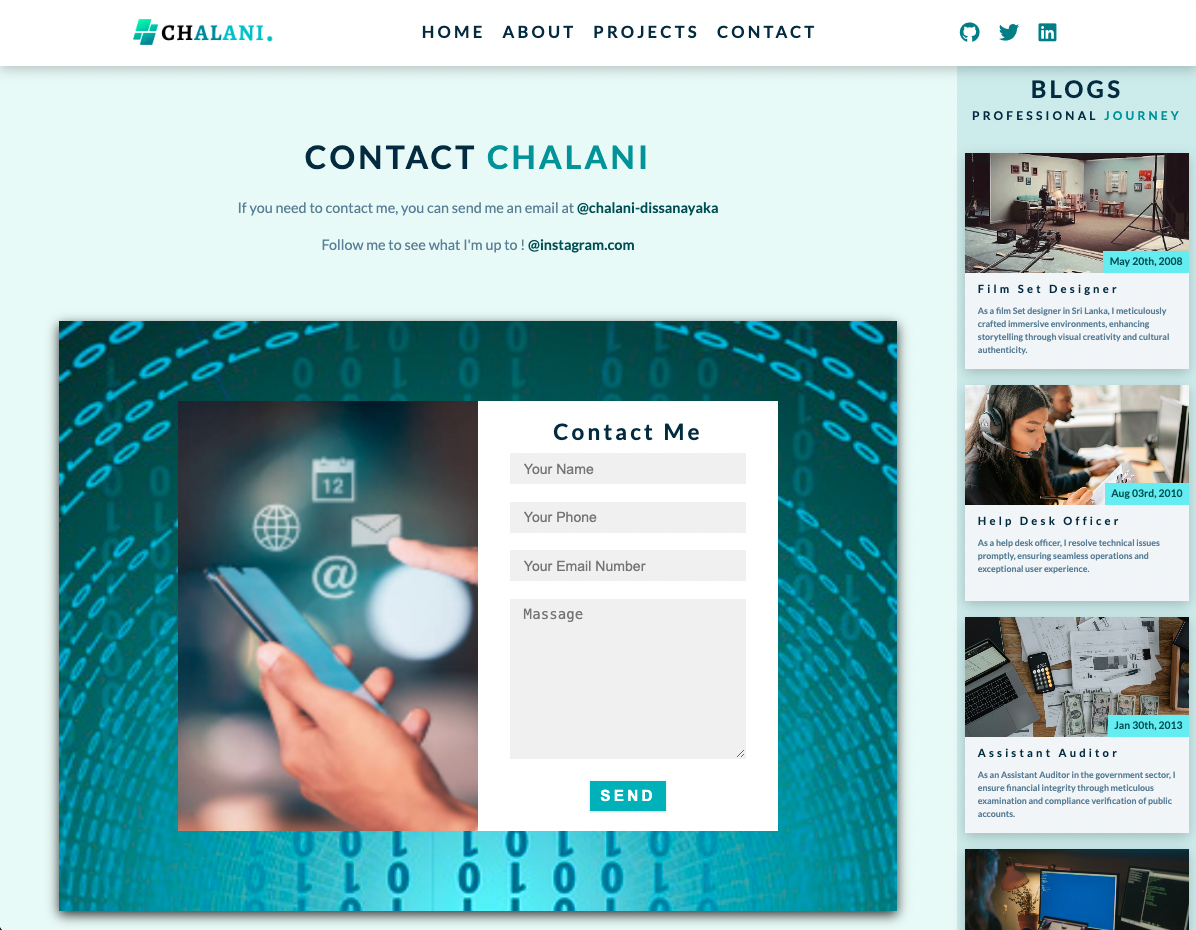 CHALANI.
HOME ABOUT PROJECTS CONTACT
CONTACT CHALANI
If you need to contact me, you can send me an email at @chalani-dissanayaka
Follow me to see what I'm up to ! @instagram.com
12
@
Contact Me
Your Name
Your Phone
Your Email Number
Massage
SEND
BLOGS
PROFESSIONAL JOURNEY
May 20th, 2008
Film Set Designer
As a film Set designer in Sri Lanka, I meticulously
crafted immersive environments, enhancing
storytelling through visual creativity and cultural
authenticity.
Aug 03rd, 2010
Help Desk Officer
As a help desk officer, I resolve technical issues
promptly, ensuring seamless operations and
exceptional user experience.
Jan 30th, 2013
Assistant Auditor
As an Assistant Auditor in the government sector, I
ensure financial integrity through meticulous
examination and compliance verification of public
accounts.